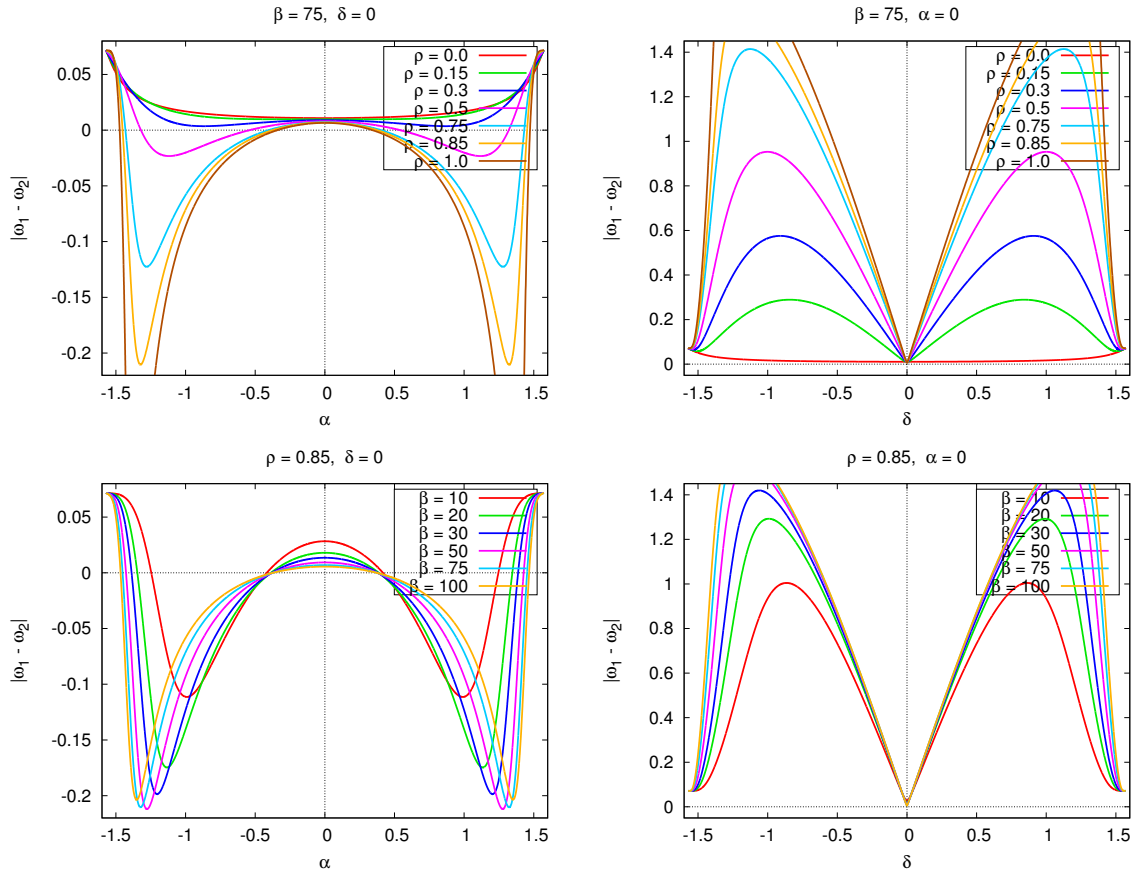 β = 75, δ = 0
|ω1 - ω2|
0.05
0
-0.05
-0.1
-0.15
-0.2
-1.5 -1 -0.5 0 0.5 1 1.5
α
ρ = 0.0
ρ = 0.15
ρ = 0.3
ρ = 0.5
ρ = 0.75
ρ = 0.85
ρ = 1.0
β = 75, α = 0
|ω1 - ω2|
1.4
1.2
1
0.8
0.6
0.4
0.2
0
-1.5 -1 -0.5 0 0.5 1 1.5
δ
ρ = 0.0
ρ = 0.15
ρ = 0.3
ρ = 0.5
ρ = 0.75
ρ = 0.85
ρ = 1.0
ρ = 0.85, δ = 0
|ω1 - ω2|
0.05
0
-0.05
-0.1
-0.15
-0.2
-1.5 -1 -0.5 0 0.5 1 1.5
α
β = 10
β = 20
β = 30
β = 50
β = 75
β = 100
ρ = 0.85, α = 0
|ω1 - ω2|
1.4
1.2
1
0.8
0.6
0.4
0.2
0
-1.5 -1 -0.5 0 0.5 1 1.5
δ
β = 10
β = 20
β = 30
β = 50
β = 75
β = 100